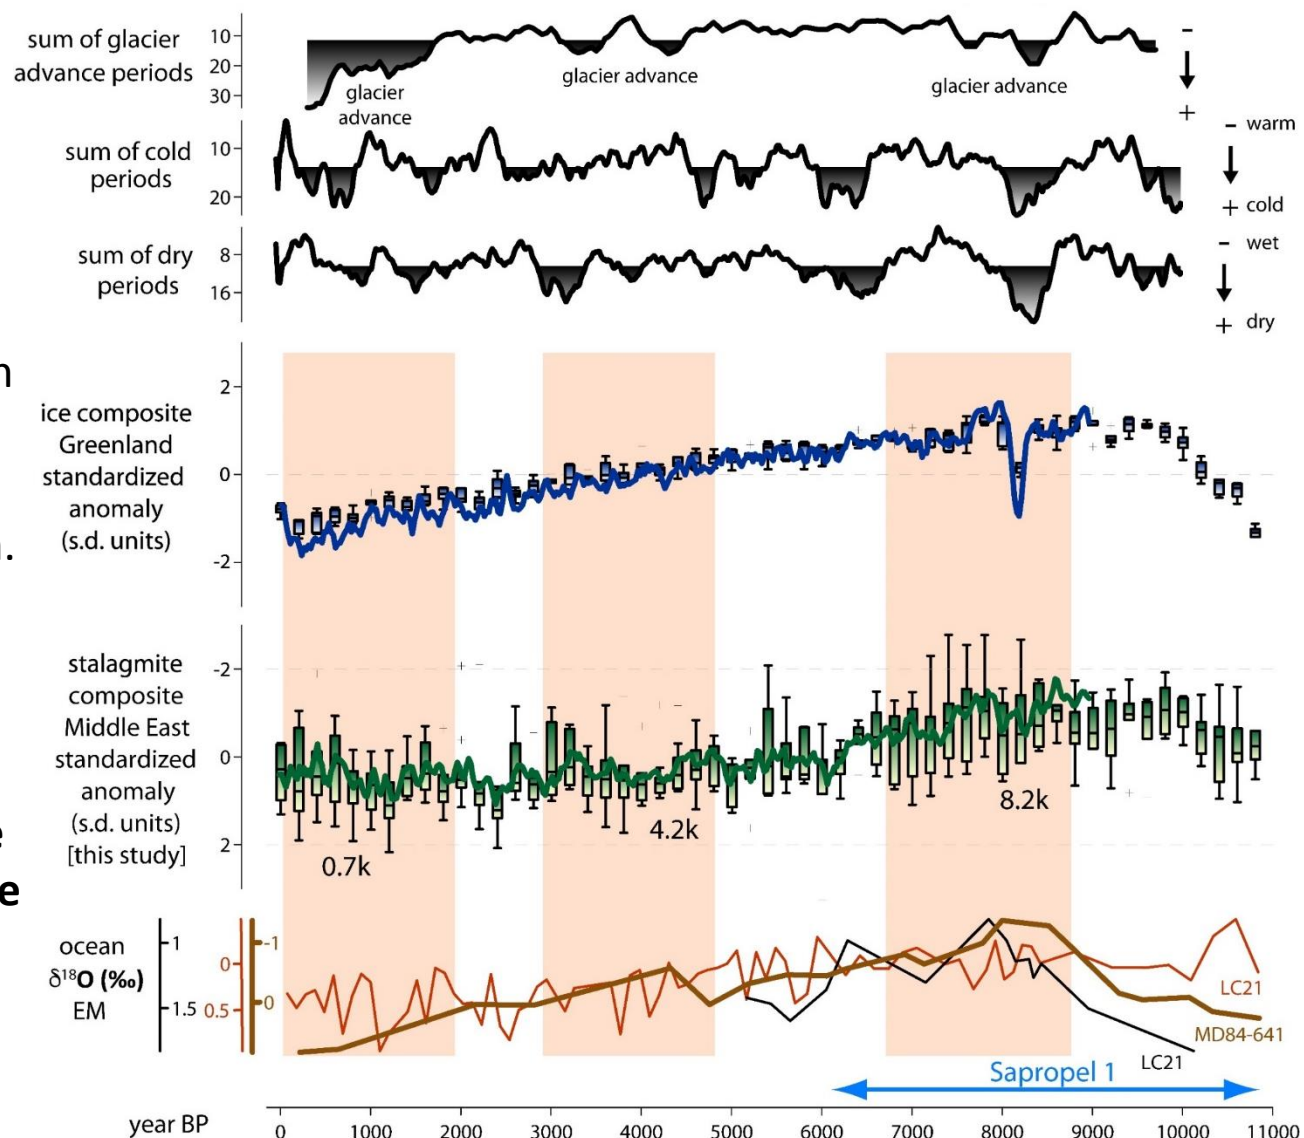 sum of glacier
advance periods
10
20
30
glacier
advance
glacier advance
glacier advance
−
+
sum of cold
periods
10
20
− warm
+ cold
sum of dry
periods
8
16
− wet
+ dry
ice composite
Greenland
standardized
anomaly
(s.d. units)
2
0
-2
stalagmite
composite
Middle East
standardized
anomaly
(s.d. units)
[this study]
-2
0
2
0.7k
4.2k
8.2k
ocean
δ¹⁸O (‰)
EM
1
1.5
0
0.5
-1
0
LC21
MD84-641
LC21
Sapropel 1
year BP
0 1000 2000 3000 4000 5000 6000 7000 8000 9000 10000 11000